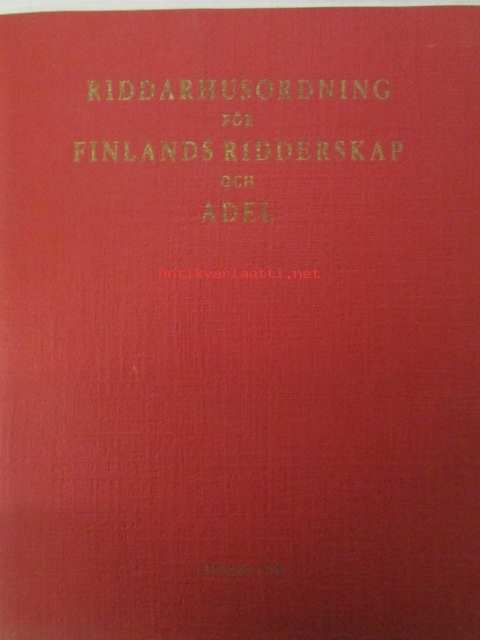 RIDDARHUSORDNING
FÖR
FINLANDS RIDDERSKAP
OCH
ADEL
antikvariaatti.net